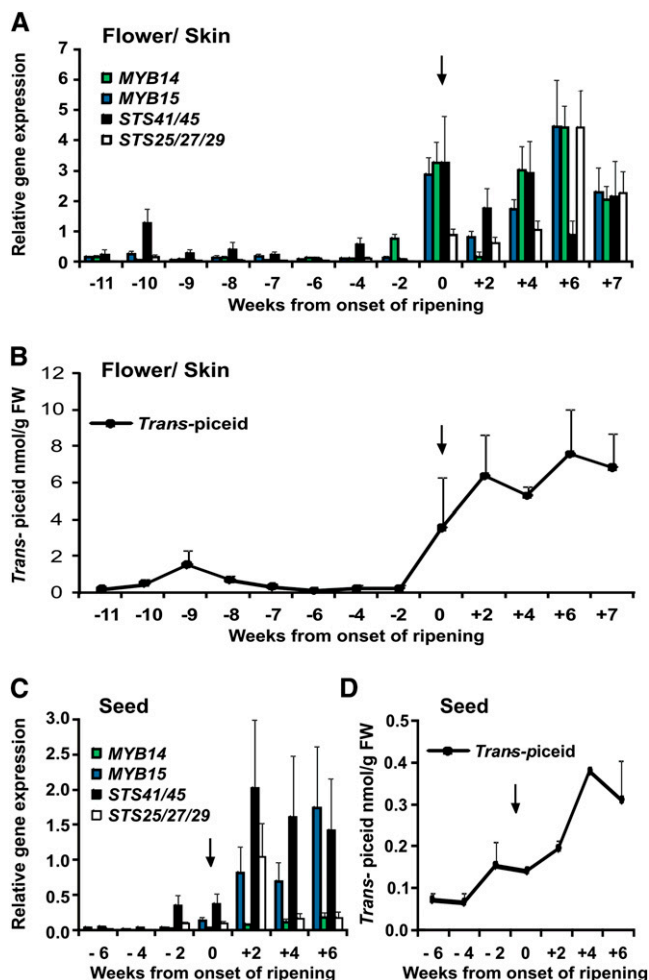 A
Flower/ Skin
Relative gene expression
7
6
5
4
3
2
1
0
MYB14
MYB15
STS41/45
STS25/27/29
-11 -10 -9 -8 -7 -6 -4 -2 0 +2 +4 +6 +7
Weeks from onset of ripening
B
Flower/ Skin
Trans- piceid nmol/g FW
12
10
8
6
4
2
0
Trans-piceid
-11 -10 -9 -8 -7 -6 -4 -2 0 +2 +4 +6 +7
Weeks from onset of ripening
C
Seed
Relative gene expression
3.0
2.5
2.0
1.5
1.0
0.5
0.0
MYB14
MYB15
STS41/45
STS25/27/29
- 6 - 4 - 2 0 +2 +4 +6
Weeks from onset of ripening
D
Seed
Trans- piceid nmol/g FW
0.5
0.4
0.3
0.2
0.1
0.0
Trans-piceid
- 6 - 4 - 2 0 +2 +4 +6
Weeks from onset of ripening